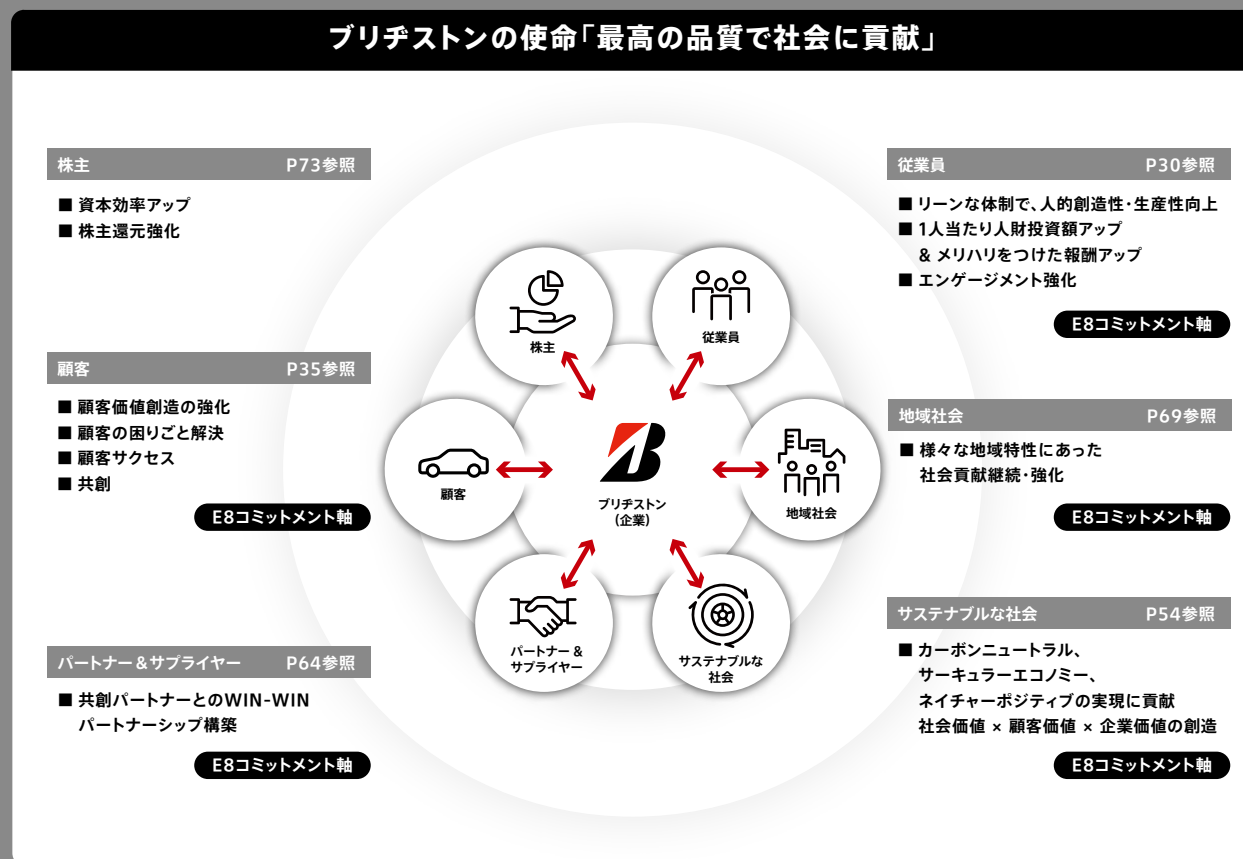 ブリヂストンの使命「最高の品質で社会に貢献」
株主 P73参照
■ 資本効率アップ
■ 株主還元強化
顧客 P35参照
■ 顧客価値創造の強化
■ 顧客の困りごと解決
■ 顧客サクセス
■ 共創
E8コミットメント軸
パートナー&サプライヤー P64参照
■ 共創パートナーとのWIN-WIN
パートナーシップ構築
E8コミットメント軸
株主
従業員
顧客
ブリヂストン
(企業)
地域社会
パートナー &
サプライヤー
サステナブルな
社会
従業員 P30参照
■ リーンな体制で、人的創造性・生産性向上
■ 1人当たり人財投資額アップ
& メリハリをつけた報酬アップ
■ エンゲージメント強化
E8コミットメント軸
地域社会 P69参照
■ 様々な地域特性にあった
社会貢献継続・強化
E8コミットメント軸
サステナブルな社会 P54参照
■ カーボンニュートラル、
サーキュラーエコノミー、
ネイチャーポジティブの実現に貢献
社会価値 × 顧客価値 × 企業価値の創造
E8コミットメント軸